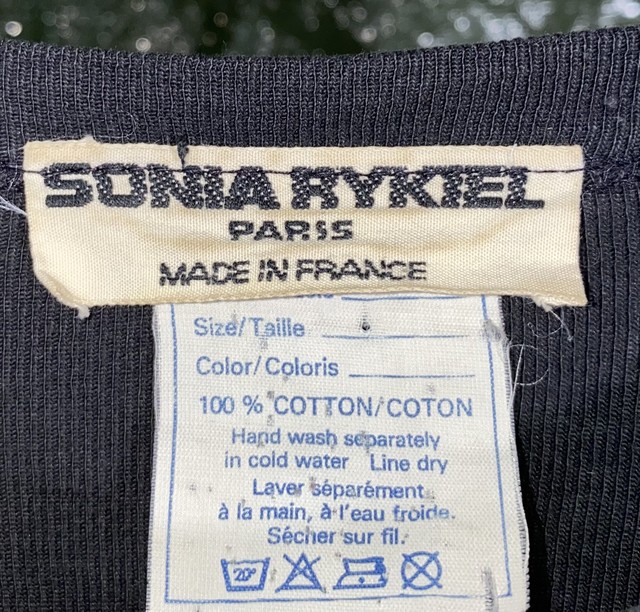 SONIA RYKIEL
PARIS
MADE IN FRANCE
Size/Taille
Color/Coloris
100 % COTTON/COTON
Hand wash separately
in cold water Line dry
Laver séparément
à la main, à l'eau froide.
Sécher sur fil.
20°